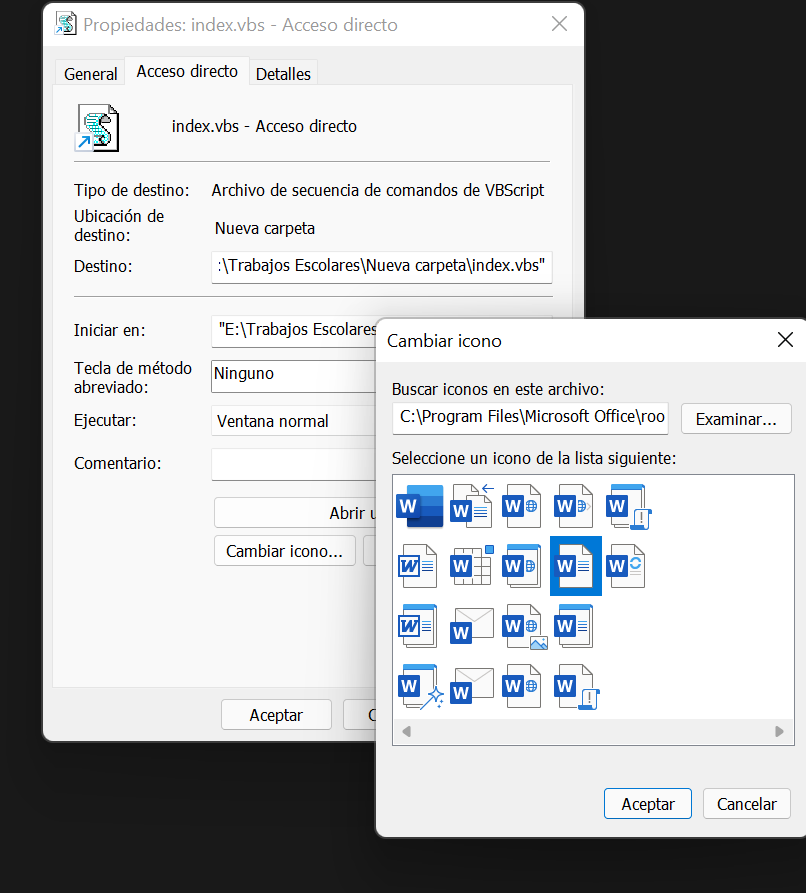 Propiedades: index.vbs - Acceso directo
General
Acceso directo
Detalles
index.vbs - Acceso directo
Tipo de destino:
Archivo de secuencia de comandos de VBScript
Ubicación de
destino:
Nueva carpeta
Destino:
:\Trabajos Escolares\Nueva carpeta\index.vbs"
Iniciar en:
"E:\Trabajos Escolares
Tecla de método
abreviado:
Ninguno
Ejecutar:
Ventana normal
Comentario:
Abrir u
Cambiar icono...
Aceptar
C
Cambiar icono
Buscar iconos en este archivo:
C:\Program Files\Microsoft Office\roo
Examinar...
Seleccione un icono de la lista siguiente:
W W W W W
W W W W W
W W W W
W W W W
Aceptar
Cancelar